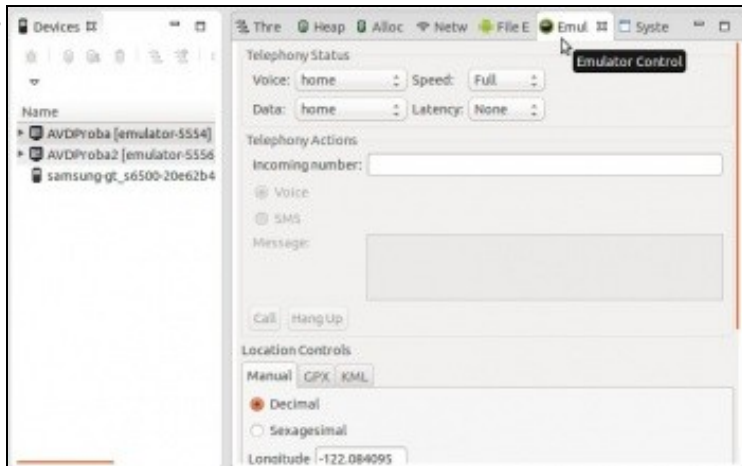 Devices
Thre Heap Alloc Netw File E Emul Syste
Emulator Control
Name
AVDProba [emulator-5554]
AVDProba2 [emulator-5556
samsung-gt_s6500-20e62b4
Telephony Status
Voice: home Speed: Full
Data: home Latency: None
Telephony Actions
Incoming number:
Voice
SMS
Message:
Call Hang Up
Location Controls
Manual GPX KML
Decimal
Sexagesimal
Longitude -122.084095